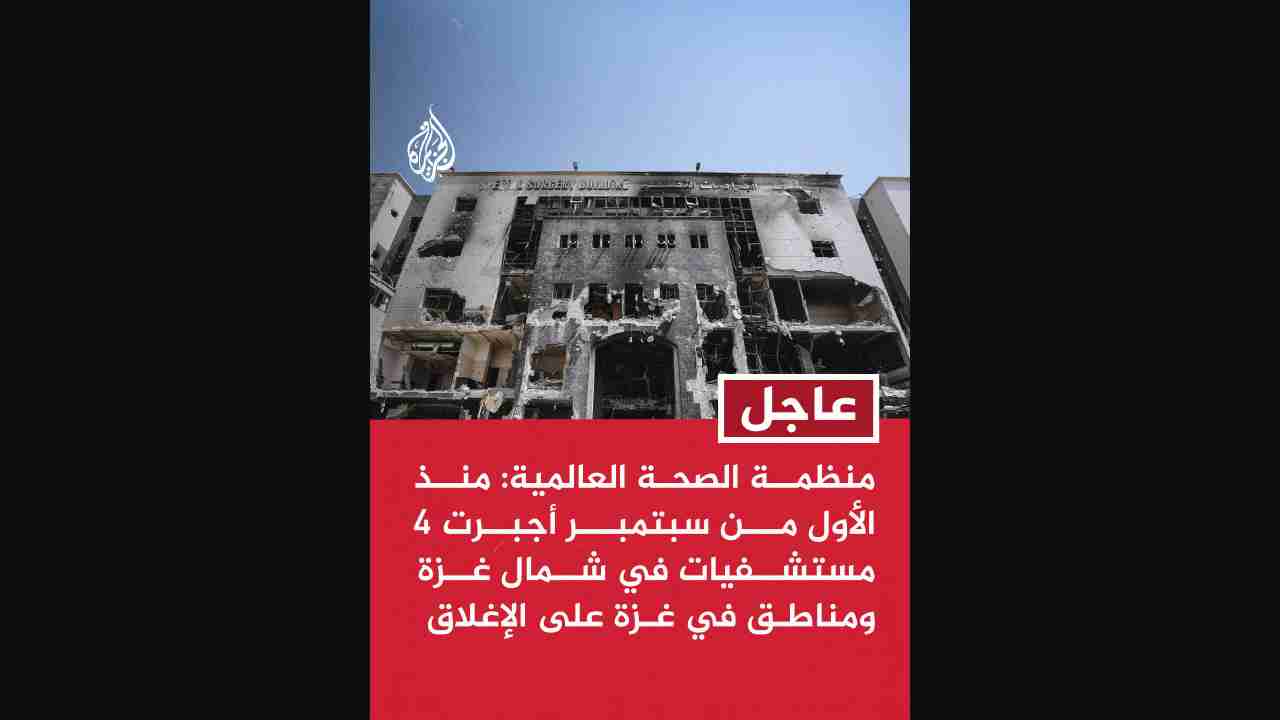 الجزيرة
SURGERY BUILDING
عاجل
منظمة الصحة العالمية: منذ
الأول من سبتمبر أجبرت 4
مستشفيات في شمال غزة
ومناطق في غزة على الإغلاق